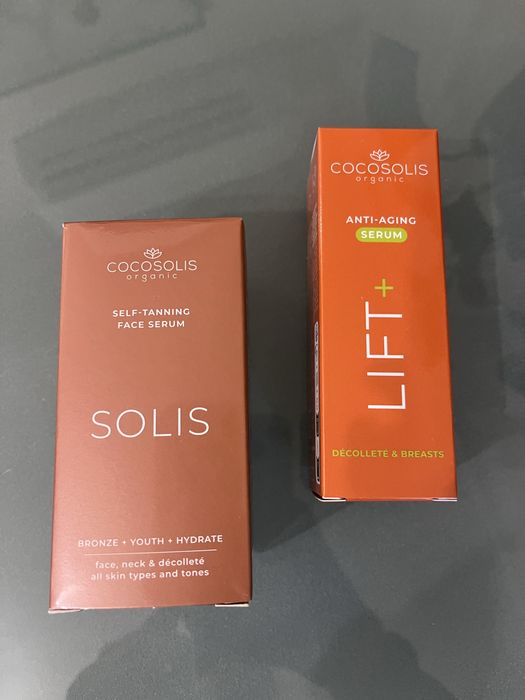 COCOSOLIS
organic
SELF-TANNING
FACE SERUM
SOLIS
BRONZE + YOUTH + HYDRATE
face, neck & décolleté
all skin types and tones
COCOSOLIS
organic
ANTI-AGING
SERUM
LIFT+
DÉCOLLETÉ & BREASTS